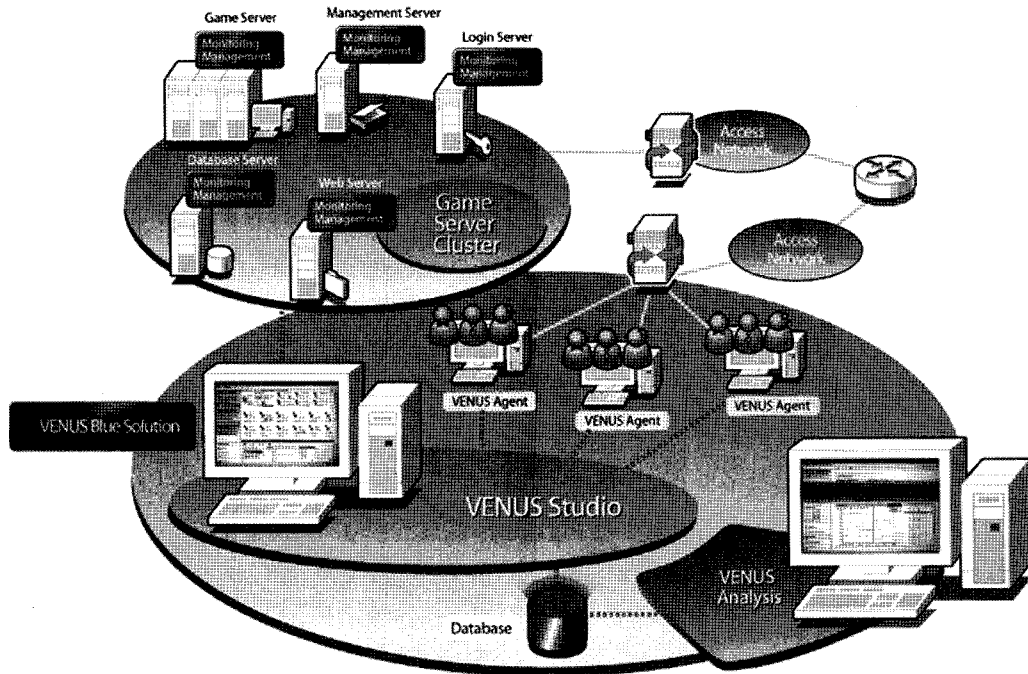 Game Server
Monitoring
Management
Management Server
Monitoring
Management
Login Server
Monitoring
Management
Database Server
Monitoring
Management
Web Server
Monitoring
Management
Game
Server
Cluster
Access
Network
Access
Network
VENUS Agent
VENUS Agent
VENUS Agent
VENUS Blue Solution
VENUS Studio
VENUS
Analysis
Database